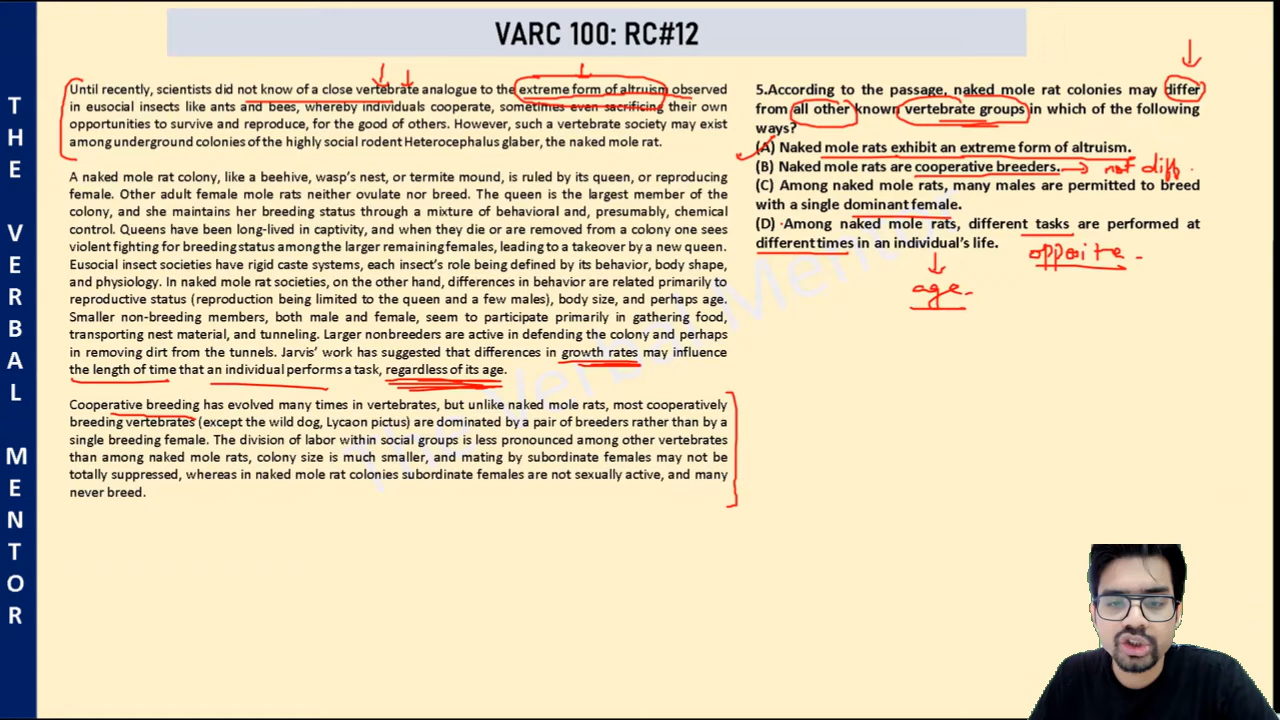 VARC 100: RC#12
THE VERBAL MENTOR
Until recently, scientists did not know of a close vertebrate analogue to the extreme form of altruism observed
in eusocial insects like ants and bees, whereby individuals cooperate, sometimes even sacrificing their own
opportunities to survive and reproduce, for the good of others. However, such a vertebrate society may exist
among underground colonies of the highly social rodent Heterocephalus glaber, the naked mole rat.
A naked mole rat colony, like a beehive, wasp's nest, or termite mound, is ruled by its queen, or reproducing
female. Other adult female mole rats neither ovulate nor breed. The queen is the largest member of the
colony, and she maintains her breeding status through a mixture of behavioral and, presumably, chemical
control. Queens have been long-lived in captivity, and when they die or are removed from a colony one sees
violent fighting for breeding status among the larger remaining females, leading to a takeover by a new queen.
Eusocial insect societies have rigid caste systems, each insect's role being defined by its behavior, body shape,
and physiology. In naked mole rat societies, on the other hand, differences in behavior are related primarily to
reproductive status (reproduction being limited to the queen and a few males), body size, and perhaps age.
Smaller non-breeding members, both male and female, seem to participate primarily in gathering food,
transporting nest material, and tunneling. Larger nonbreeders are active in defending the colony and perhaps
in removing dirt from the tunnels. Jarvis' work has suggested that differences in growth rates may influence
the length of time that an individual performs a task, regardless of its age.
Cooperative breeding has evolved many times in vertebrates, but unlike naked mole rats, most cooperatively
breeding vertebrates (except the wild dog, Lycaon pictus) are dominated by a pair of breeders rather than by a
single breeding female. The division of labor within social groups is less pronounced among other vertebrates
than among naked mole rats, colony size is much smaller, and mating by subordinate females may not be
totally suppressed, whereas in naked mole rat colonies subordinate females are not sexually active, and many
never breed.
5.According to the passage, naked mole rat colonies may differ
from all other known vertebrate groups in which of the following
ways?
(A) Naked mole rats exhibit an extreme form of altruism.
(B) Naked mole rats are cooperative breeders. → not diff.
(C) Among naked mole rats, many males are permitted to breed
with a single dominant female.
(D) Among naked mole rats, different tasks are performed at
different times in an individual's life.
opposite.
age.
The Verbal Mentor